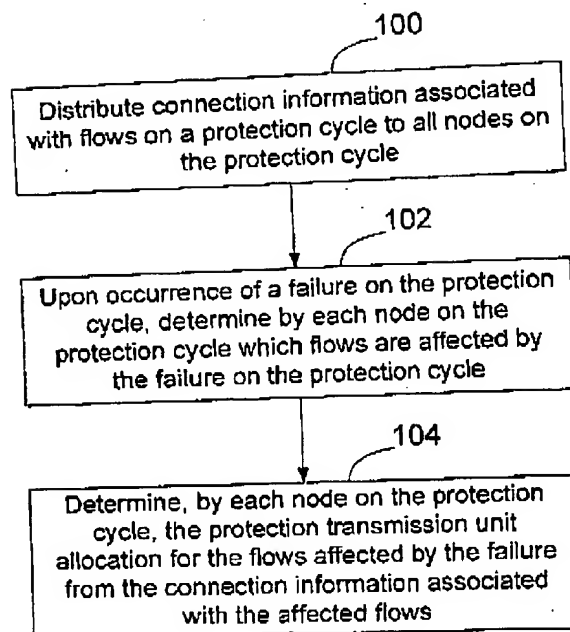 100
Distribute connection information associated
with flows on a protection cycle to all nodes on
the protection cycle
102
Upon occurrence of a failure on the protection
cycle, determine by each node on the
protection cycle which flows are affected by
the failure on the protection cycle
104
Determine, by each node on the protection
cycle, the protection transmission unit
allocation for the flows affected by the failure
from the connection information associated
with the affected flows